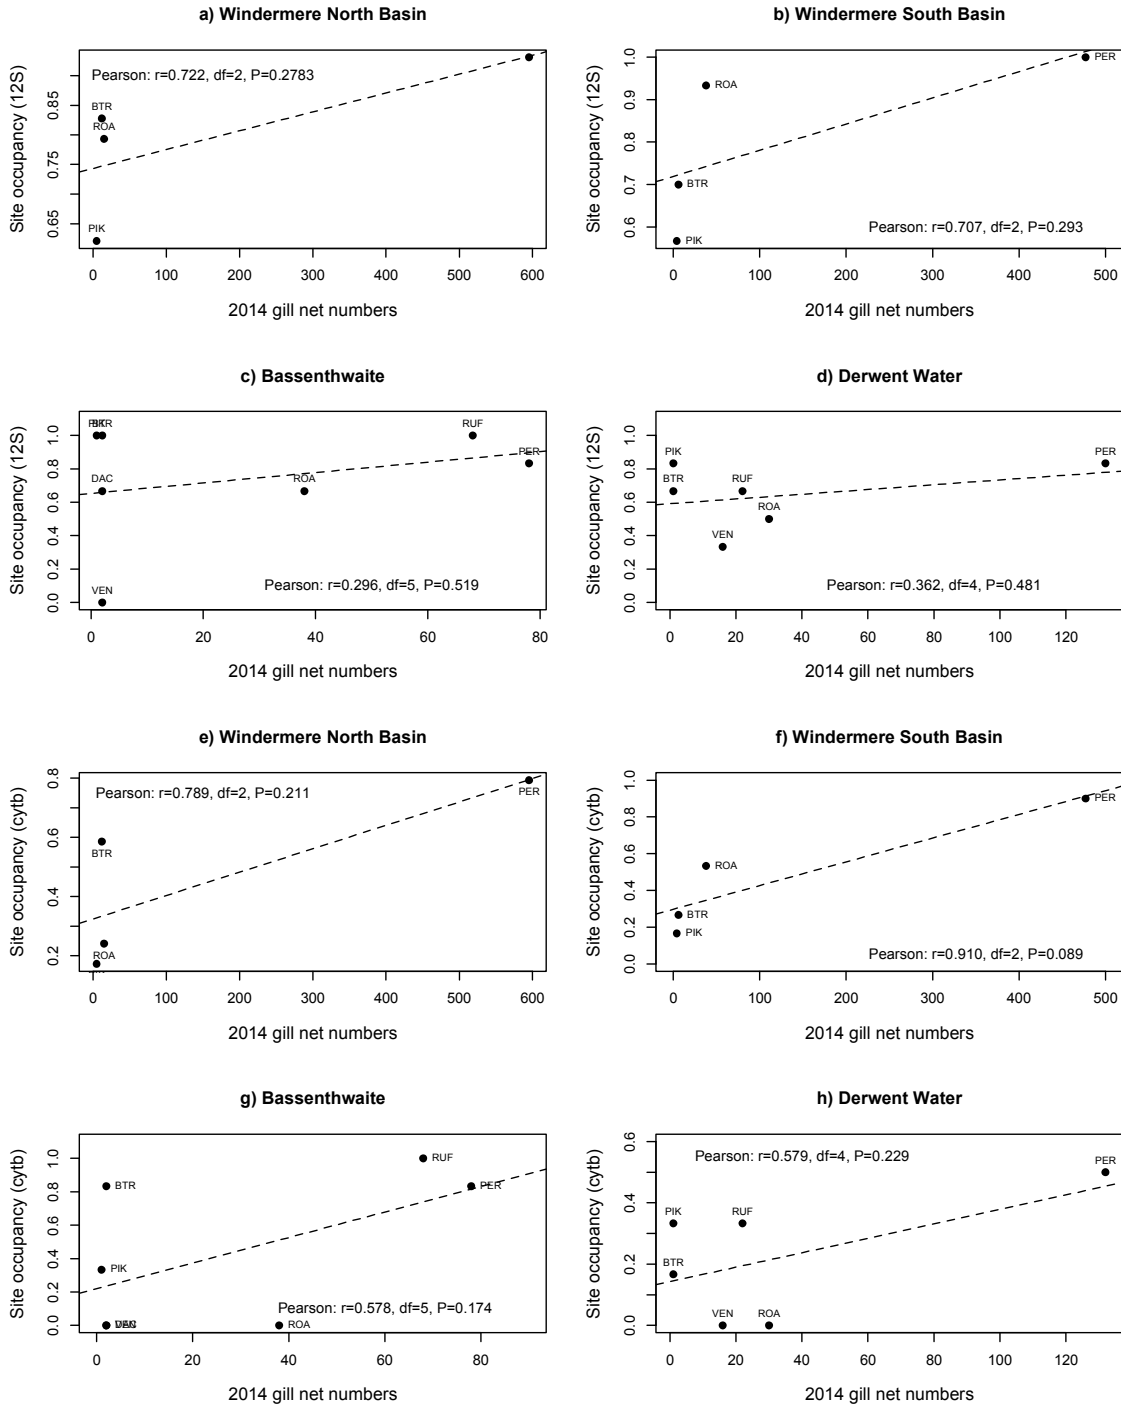 a) Windermere North Basin
Site occupancy (12S)
0.65 0.75 0.85
Pearson: r=0.722, df=2, P=0.2783
BTR
ROA
PIK
0 100 200 300 400 500 600
2014 gill net numbers
b) Windermere South Basin
Site occupancy (12S)
0.6 0.7 0.8 0.9 1.0
PER
ROA
BTR
PIK
Pearson: r=0.707, df=2, P=0.293
0 100 200 300 400 500
2014 gill net numbers
c) Bassenthwaite
Site occupancy (12S)
0.0 0.2 0.4 0.6 0.8 1.0
PIK BTR
RUF
PER
DAC
ROA
VEN
Pearson: r=0.296, df=5, P=0.519
0 20 40 60 80
2014 gill net numbers
d) Derwent Water
Site occupancy (12S)
0.0 0.2 0.4 0.6 0.8 1.0
PIK
PER
BTR
RUF
ROA
VEN
Pearson: r=0.362, df=4, P=0.481
0 20 40 60 80 100 120
2014 gill net numbers
e) Windermere North Basin
Site occupancy (cytb)
0.2 0.4 0.6 0.8
Pearson: r=0.789, df=2, P=0.211
PER
BTR
ROA
0 100 200 300 400 500 600
2014 gill net numbers
f) Windermere South Basin
Site occupancy (cytb)
0.0 0.2 0.4 0.6 0.8 1.0
PER
ROA
BTR
PIK
Pearson: r=0.910, df=2, P=0.089
0 100 200 300 400 500
2014 gill net numbers
g) Bassenthwaite
Site occupancy (cytb)
0.0 0.2 0.4 0.6 0.8 1.0
RUF
BTR
PER
PIK
Pearson: r=0.578, df=5, P=0.174
ROA
0 20 40 60 80
2014 gill net numbers
h) Derwent Water
Site occupancy (cytb)
0.0 0.2 0.4 0.6
Pearson: r=0.579, df=4, P=0.229
PER
PIK
RUF
BTR
VEN
ROA
0 20 40 60 80 100 120
2014 gill net numbers